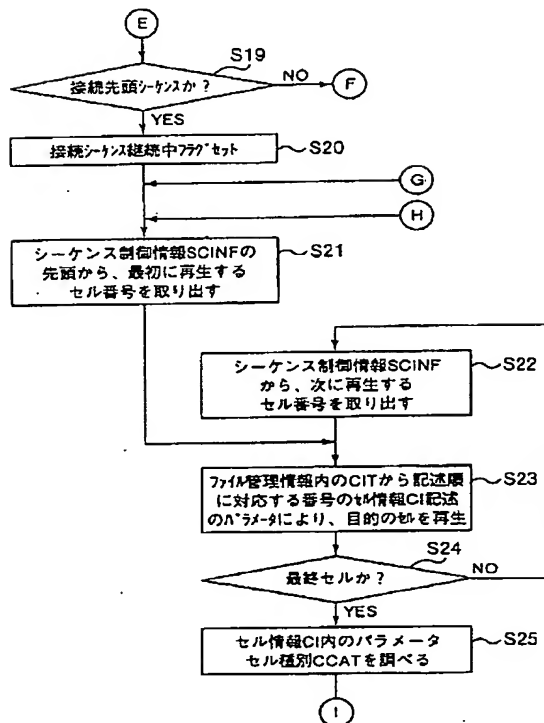 E
S19
接続先頭シーケンスか?
NO
F
YES
接続シーケンス継続中フラグセット
S20
G
H
S21
シーケンス制御情報SCINFの
先頭から、最初に再生する
セル番号を取り出す
シーケンス制御情報SCINF
から、次に再生する
セル番号を取り出す
S22
ファイル管理情報内のCITから記述順
に対応する番号のセル情報CI記述
のパラメータにより、目的のセルを再生
S23
S24
最終セルか?
NO
YES
セル情報CI内のパラメータ
セル種別CCATを調べる
S25
I